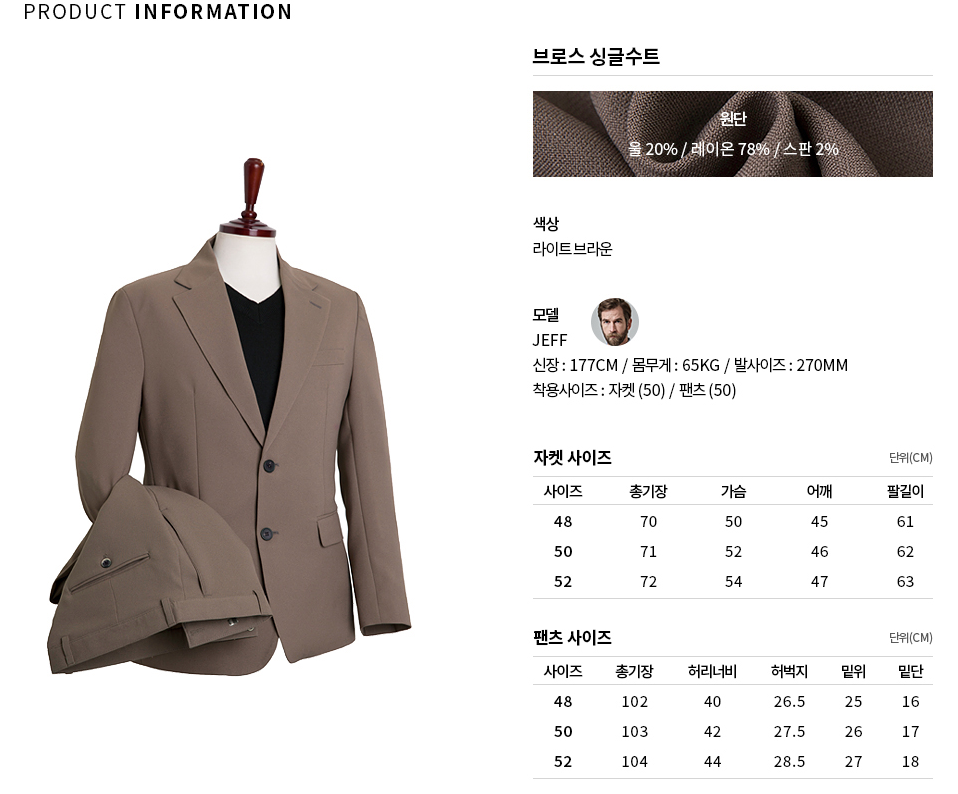 PRODUCT INFORMATION
브로스 싱글수트
원단
울 20% / 레이온 78% / 스판 2%
색상
라이트브라운
모델
JEFF
신장 : 177CM / 몸무게 : 65KG / 발사이즈 : 270MM
착용사이즈 : 자켓 (50) / 팬츠 (50)
자켓 사이즈 단위(CM)
사이즈 총기장 가슴 어깨 팔길이
48 70 50 45 61
50 71 52 46 62
52 72 54 47 63
팬츠 사이즈 단위(CM)
사이즈 총기장 허리너비 허벅지 밑위 밑단
48 102 40 26.5 25 16
50 103 42 27.5 26 17
52 104 44 28.5 27 18